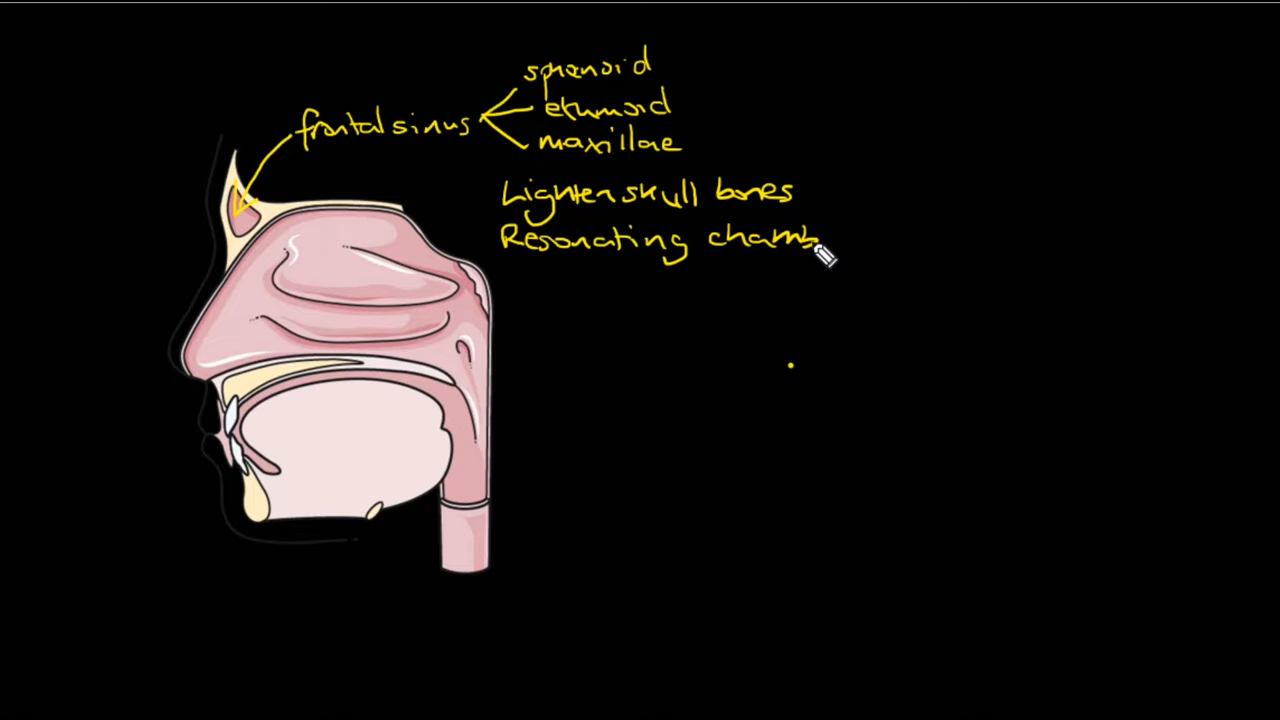 sphenoid
frontal sinus
ethmoid
maxillae
Lighten skull bones
Resonating chamb